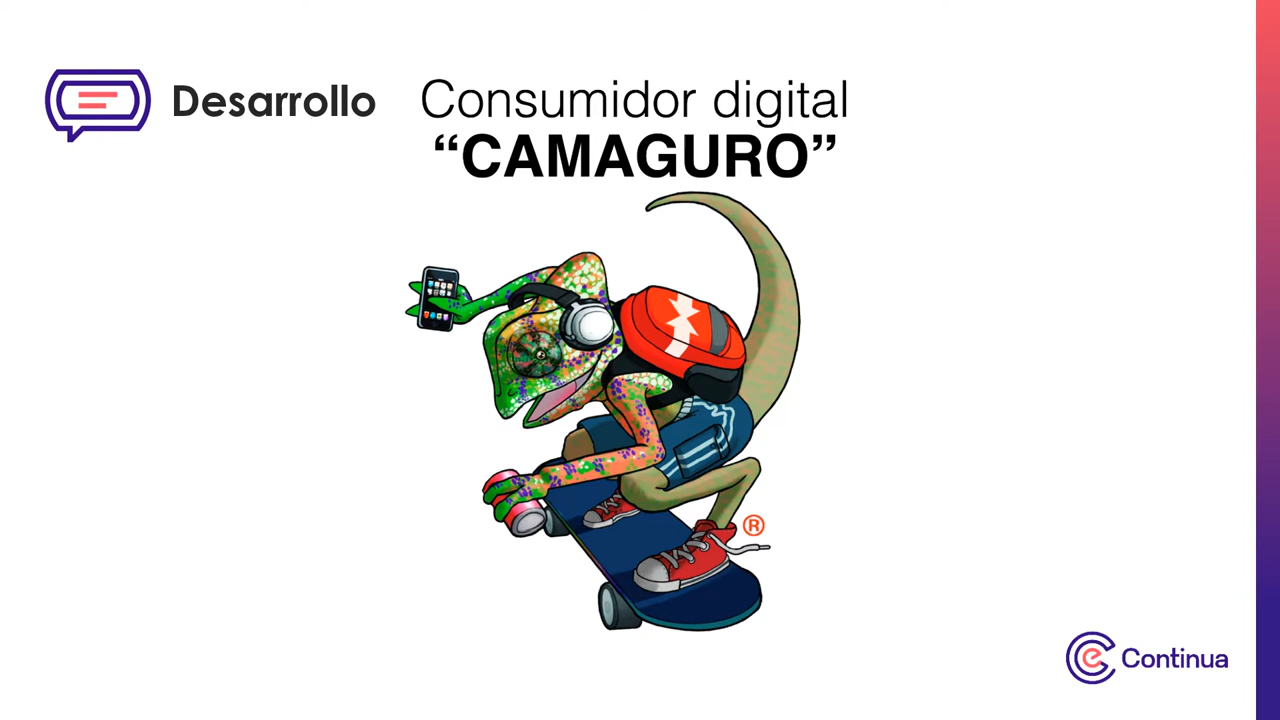 Desarrollo
Consumidor digital
“CAMAGURO”
®
Continua